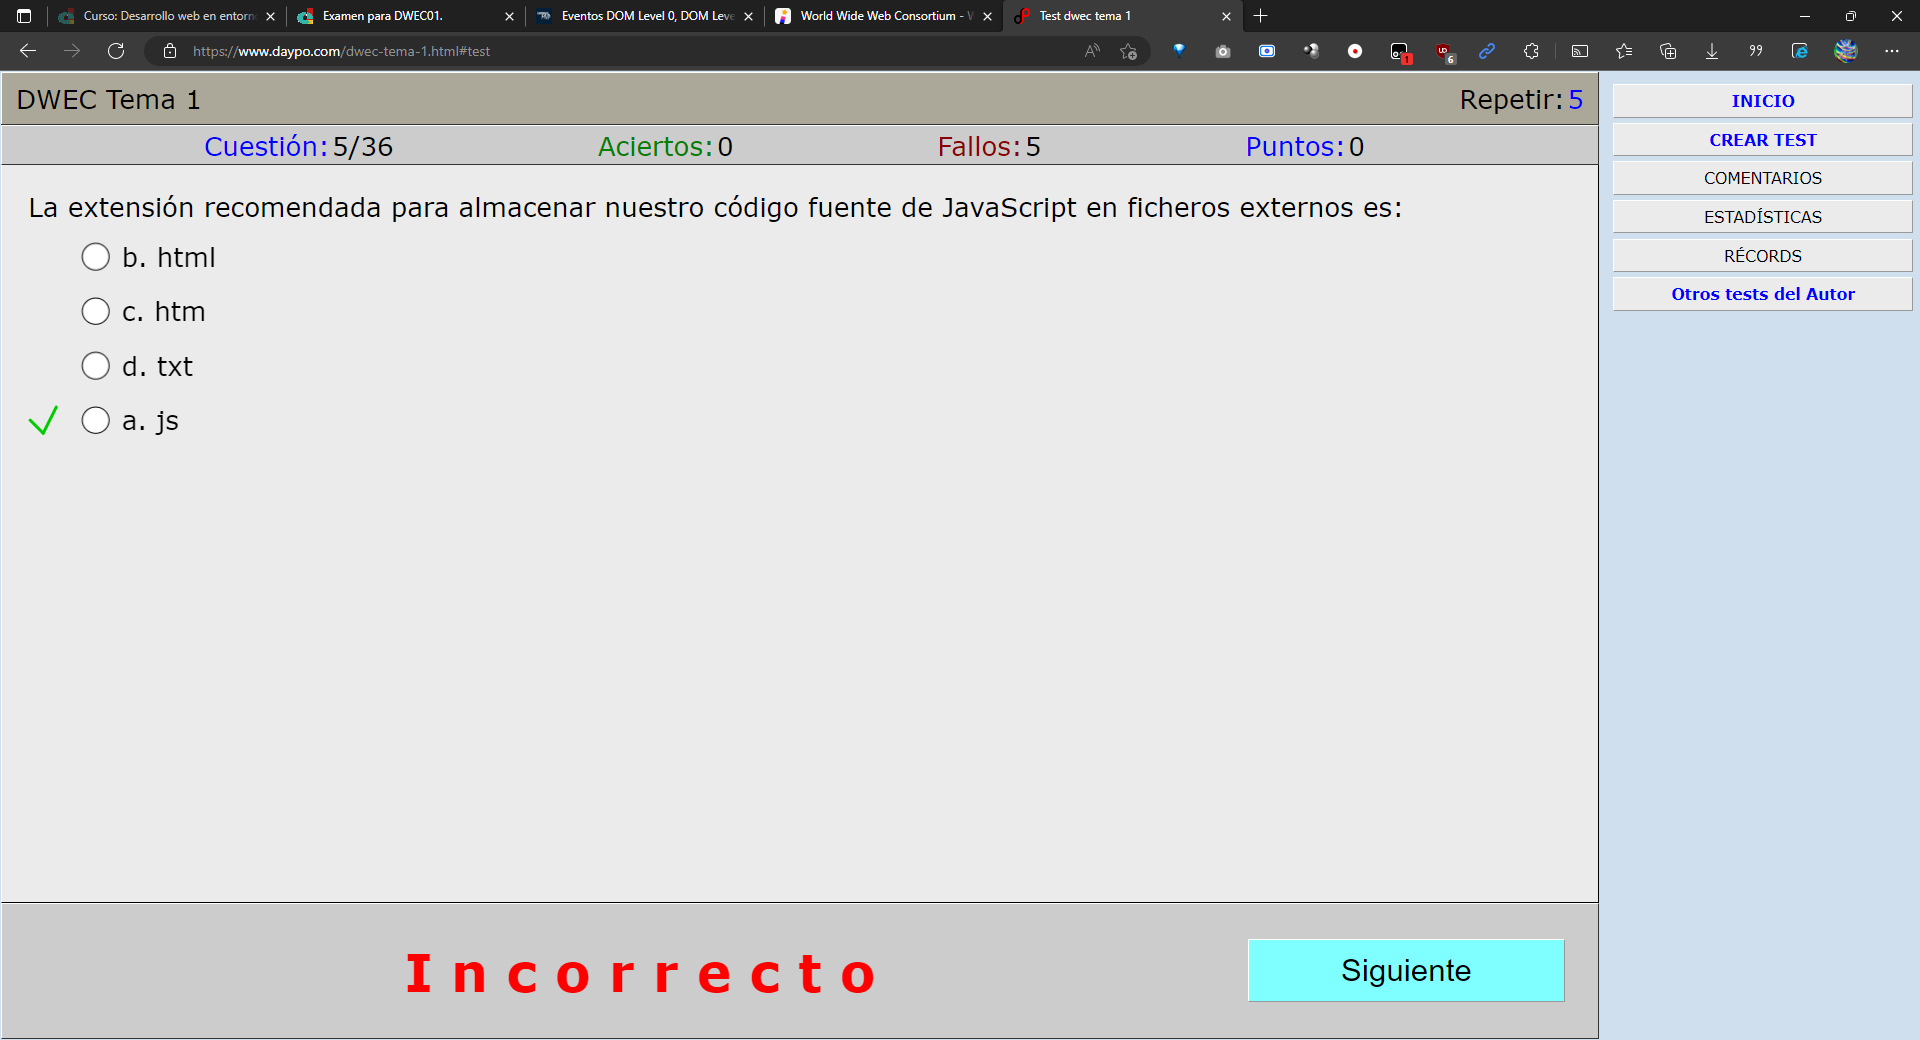 Curso: Desarrollo web en entorn
Examen para DWEC01.
Eventos DOM Level 0, DOM Leve
World Wide Web Consortium - W
Test dwec tema 1
https://www.daypo.com/dwec-tema-1.html#test
1
6
DWEC Tema 1
Repetir: 5
Cuestión: 5/36
Aciertos: 0
Fallos: 5
Puntos: 0
La extensión recomendada para almacenar nuestro código fuente de JavaScript en ficheros externos es:
b. html
c. htm
d. txt
a. js
Incorrecto
Siguiente
INICIO
CREAR TEST
COMENTARIOS
ESTADÍSTICAS
RÉCORDS
Otros tests del Autor